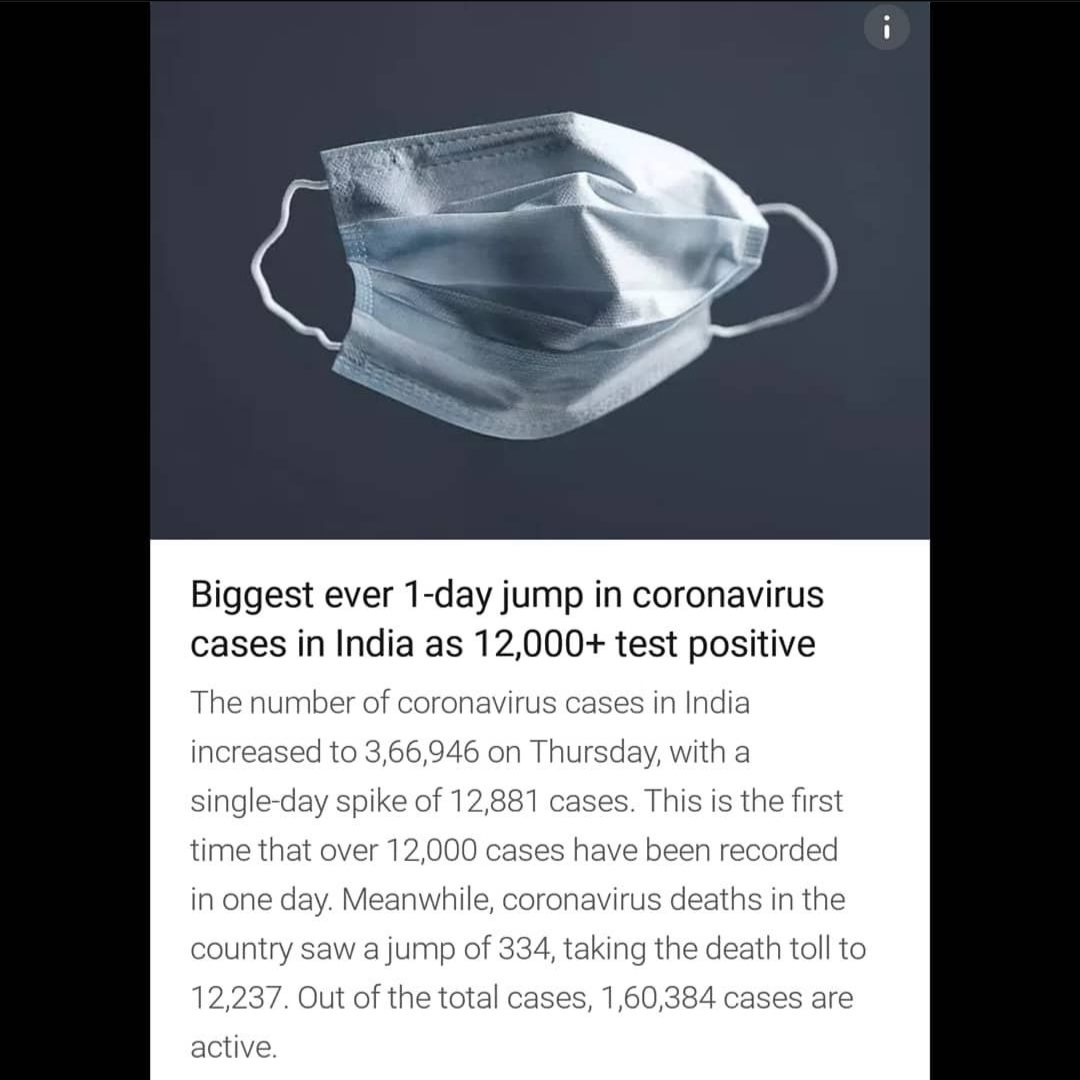 Biggest ever 1-day jump in coronavirus
cases in India as 12,000+ test positive
The number of coronavirus cases in India
increased to 3,66,946 on Thursday, with a
single-day spike of 12,881 cases. This is the first
time that over 12,000 cases have been recorded
in one day. Meanwhile, coronavirus deaths in the
country saw a jump of 334, taking the death toll to
12,237. Out of the total cases, 1,60,384 cases are
active.